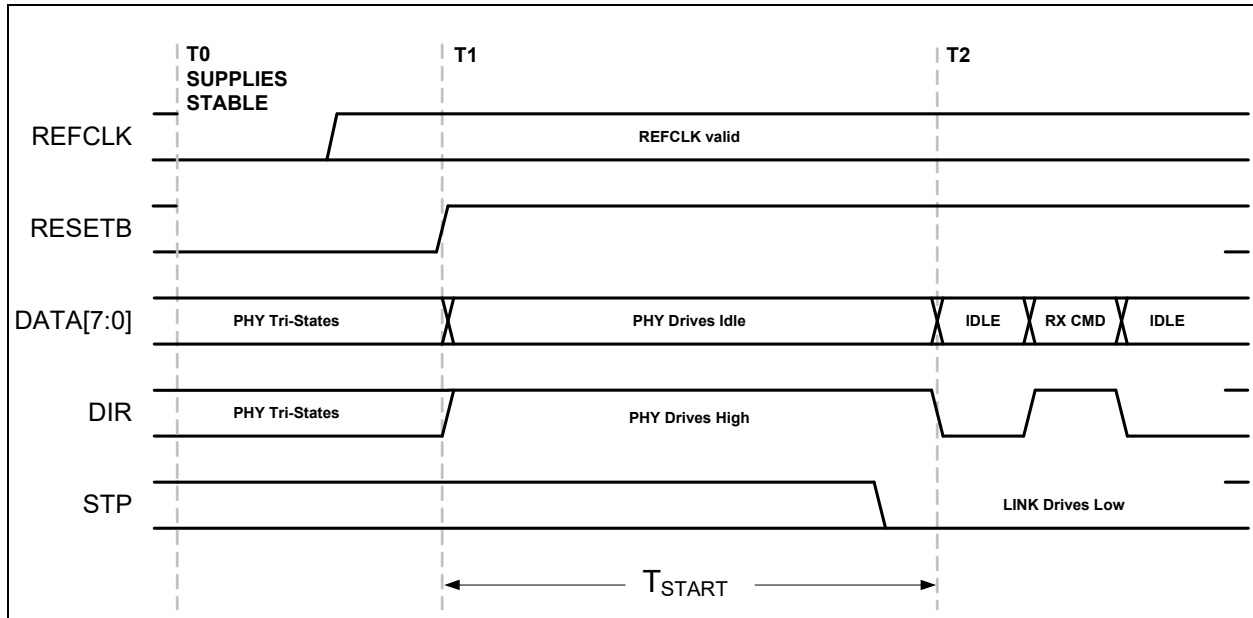 T0
SUPPLIES
STABLE
T1
T2
REFCLK
REFCLK valid
RESETB
DATA[7:0]
PHY Tri-States
PHY Drives Idle
IDLE
RX CMD
IDLE
DIR
PHY Tri-States
PHY Drives High
STP
LINK Drives Low
TSTART